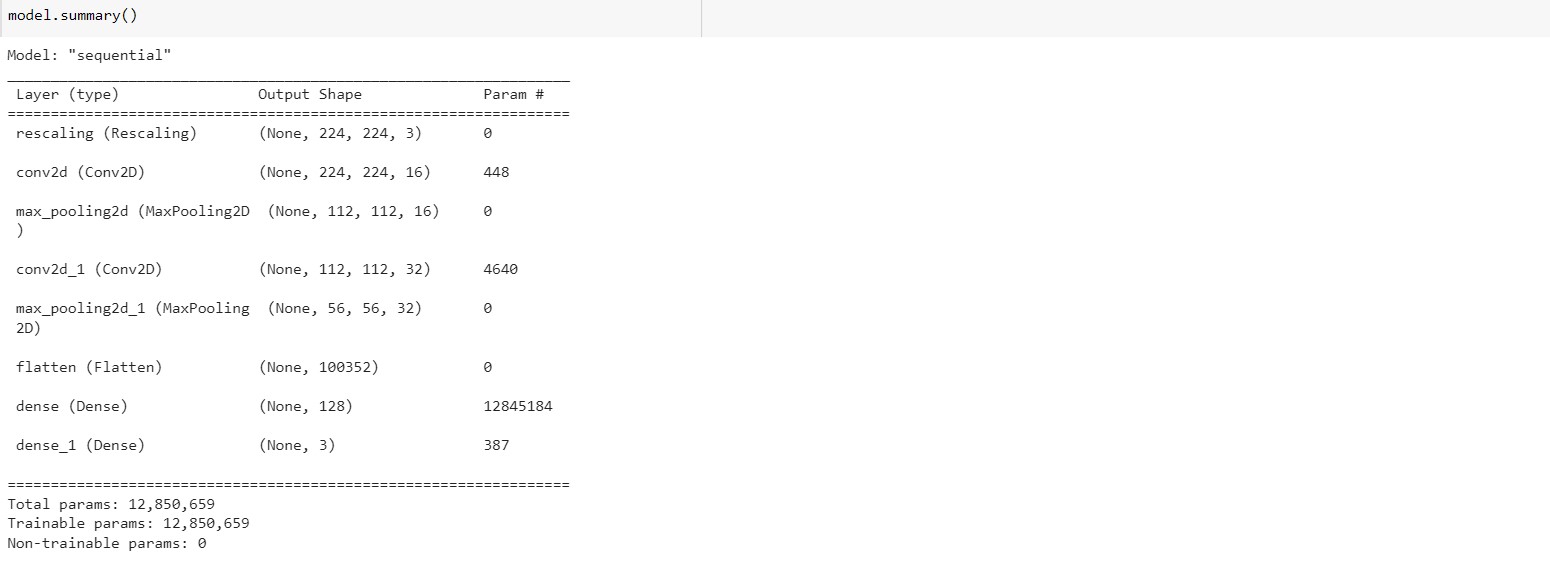 model.summary()
Model: "sequential"
_________________________________________________________________
Layer (type) Output Shape Param #
=================================================================
rescaling (Rescaling) (None, 224, 224, 3) 0
conv2d (Conv2D) (None, 224, 224, 16) 448
max_pooling2d (MaxPooling2D (None, 112, 112, 16) 0
)
conv2d_1 (Conv2D) (None, 112, 112, 32) 4640
max_pooling2d_1 (MaxPooling (None, 56, 56, 32) 0
2D)
flatten (Flatten) (None, 100352) 0
dense (Dense) (None, 128) 12845184
dense_1 (Dense) (None, 3) 387
=================================================================
Total params: 12,850,659
Trainable params: 12,850,659
Non-trainable params: 0